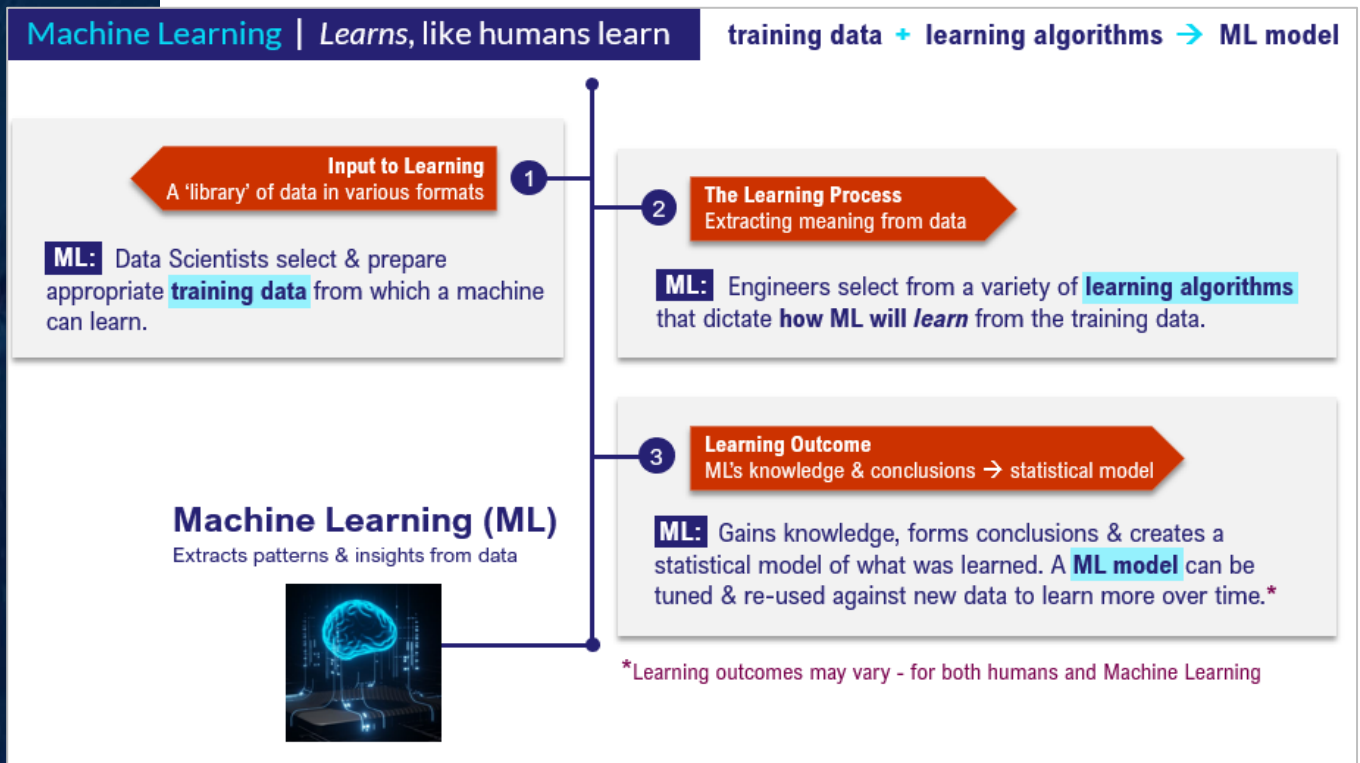 Machine Learning | Learns, like humans learn
training data + learning algorithms → ML model
1
Input to Learning
A 'library' of data in various formats
ML: Data Scientists select & prepare
appropriate training data from which a machine
can learn.
2
The Learning Process
Extracting meaning from data
ML: Engineers select from a variety of learning algorithms
that dictate how ML will learn from the training data.
3
Learning Outcome
ML's knowledge & conclusions → statistical model
ML: Gains knowledge, forms conclusions & creates a
statistical model of what was learned. A ML model can be
tuned & re-used against new data to learn more over time.*
Machine Learning (ML)
Extracts patterns & insights from data
*Learning outcomes may vary - for both humans and Machine Learning